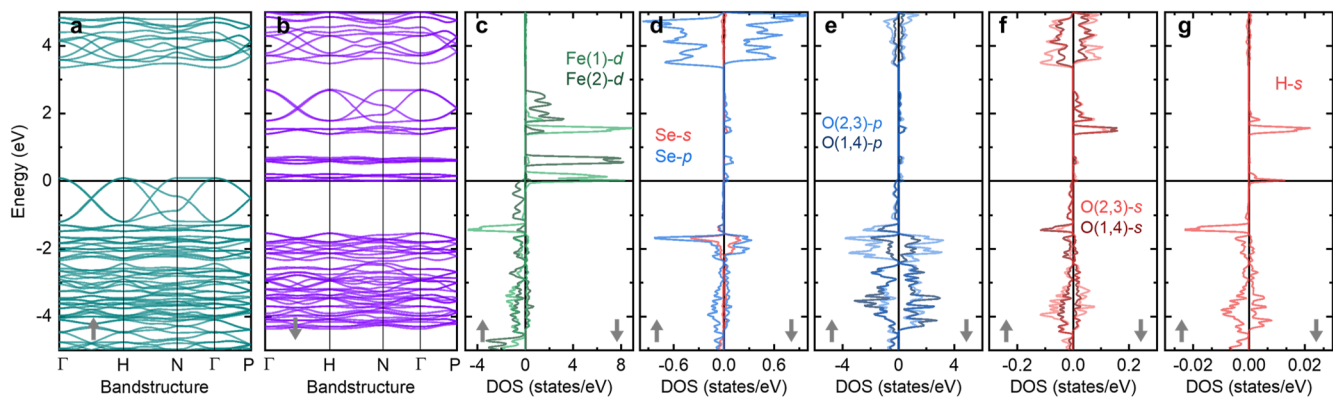 a
b
c
d
e
f
g
Energy (eV)
4
2
0
-2
-4
Γ H N Γ P
Bandstructure
Γ H N Γ P
Bandstructure
Fe(1)-d
Fe(2)-d
-4 0 4 8
DOS (states/eV)
Se-s
Se-p
-0.6 0.0 0.6
DOS (states/eV)
O(2,3)-p
O(1,4)-p
-4 0 4
DOS (states/eV)
O(2,3)-s
O(1,4)-s
-0.2 0.0 0.2
DOS (states/eV)
H-s
-0.02 0.00 0.02
DOS (states/eV)